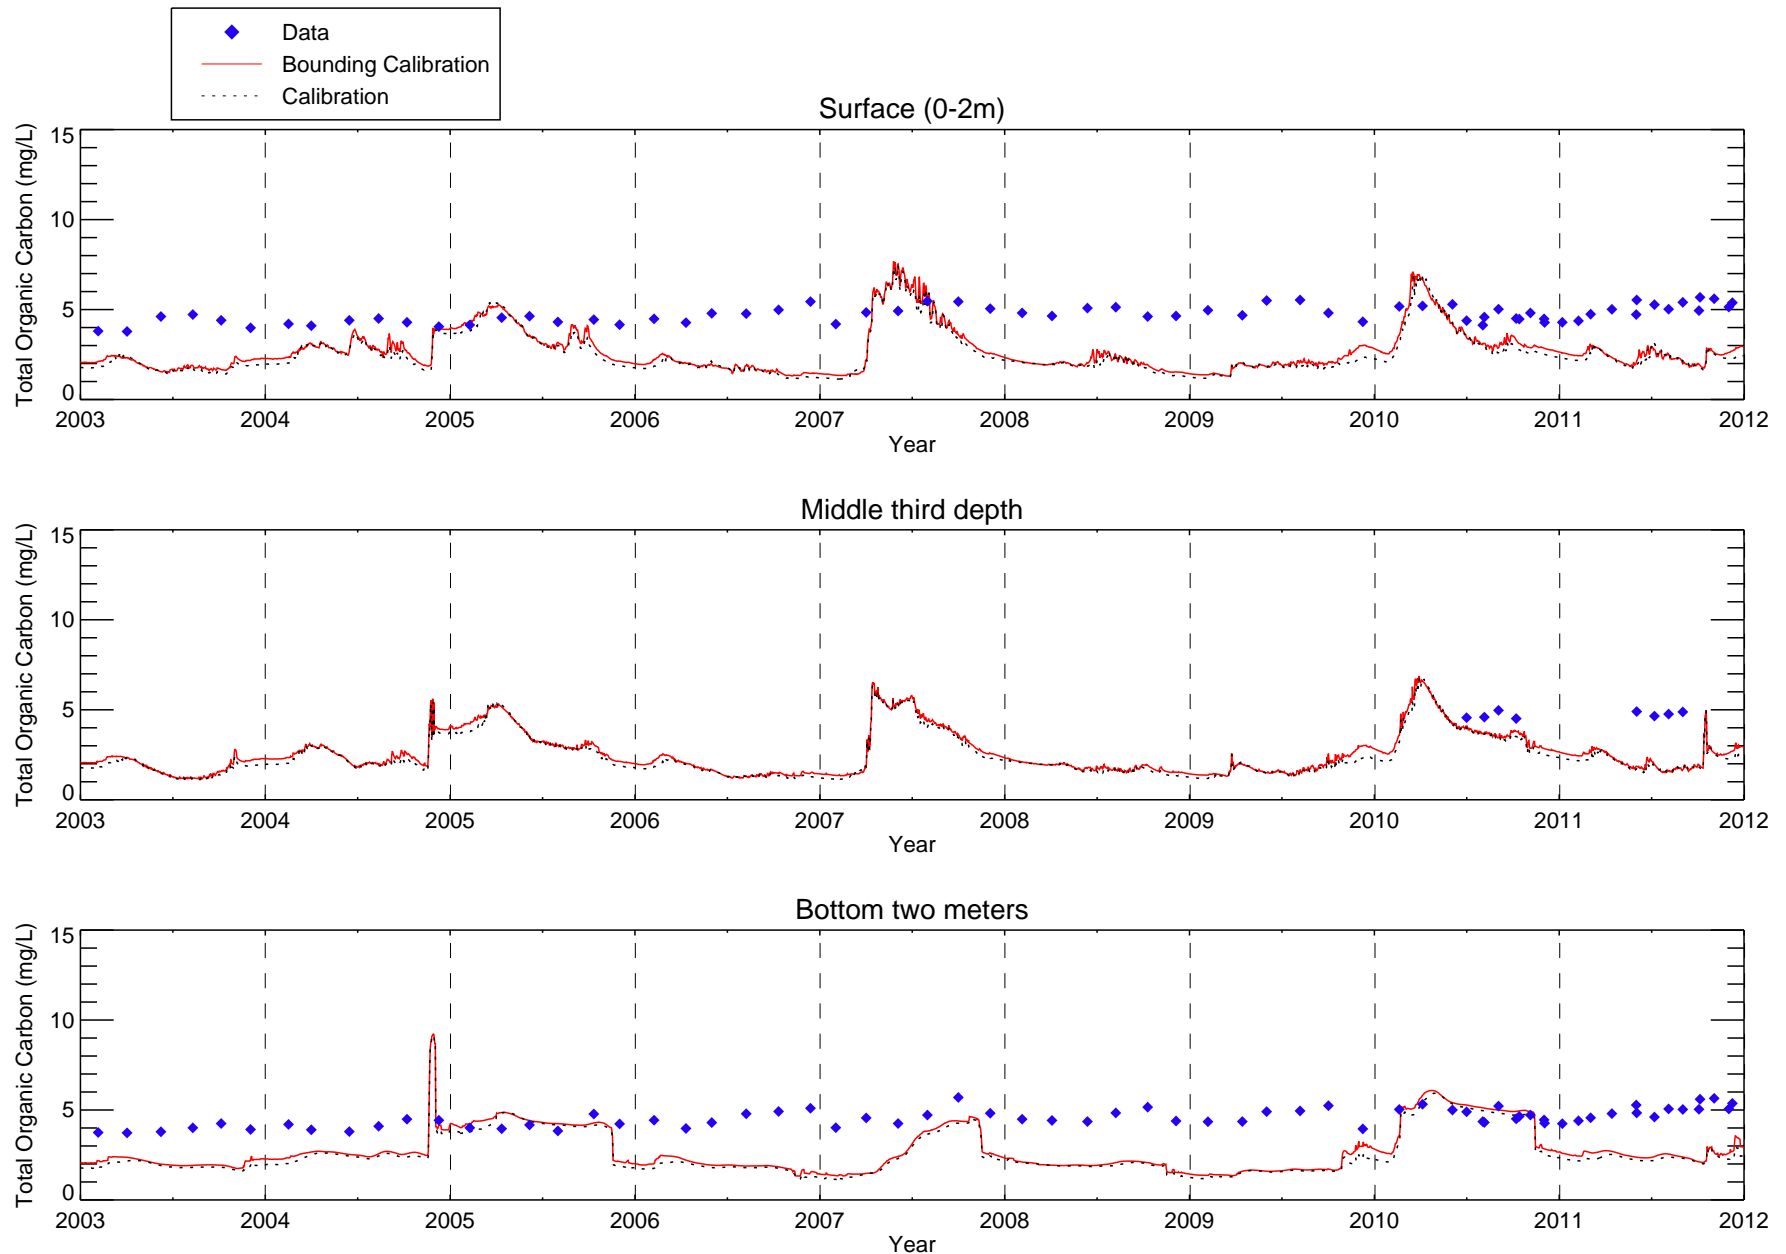 Data
Bounding Calibration
Calibration
Surface (0-2m)
Total Organic Carbon (mg/L)
15
10
5
0
2003 2004 2005 2006 2007 2008 2009 2010 2011 2012
Year
Middle third depth
Total Organic Carbon (mg/L)
15
10
5
0
2003 2004 2005 2006 2007 2008 2009 2010 2011 2012
Year
Bottom two meters
Total Organic Carbon (mg/L)
15
10
5
0
2003 2004 2005 2006 2007 2008 2009 2010 2011 2012
Year